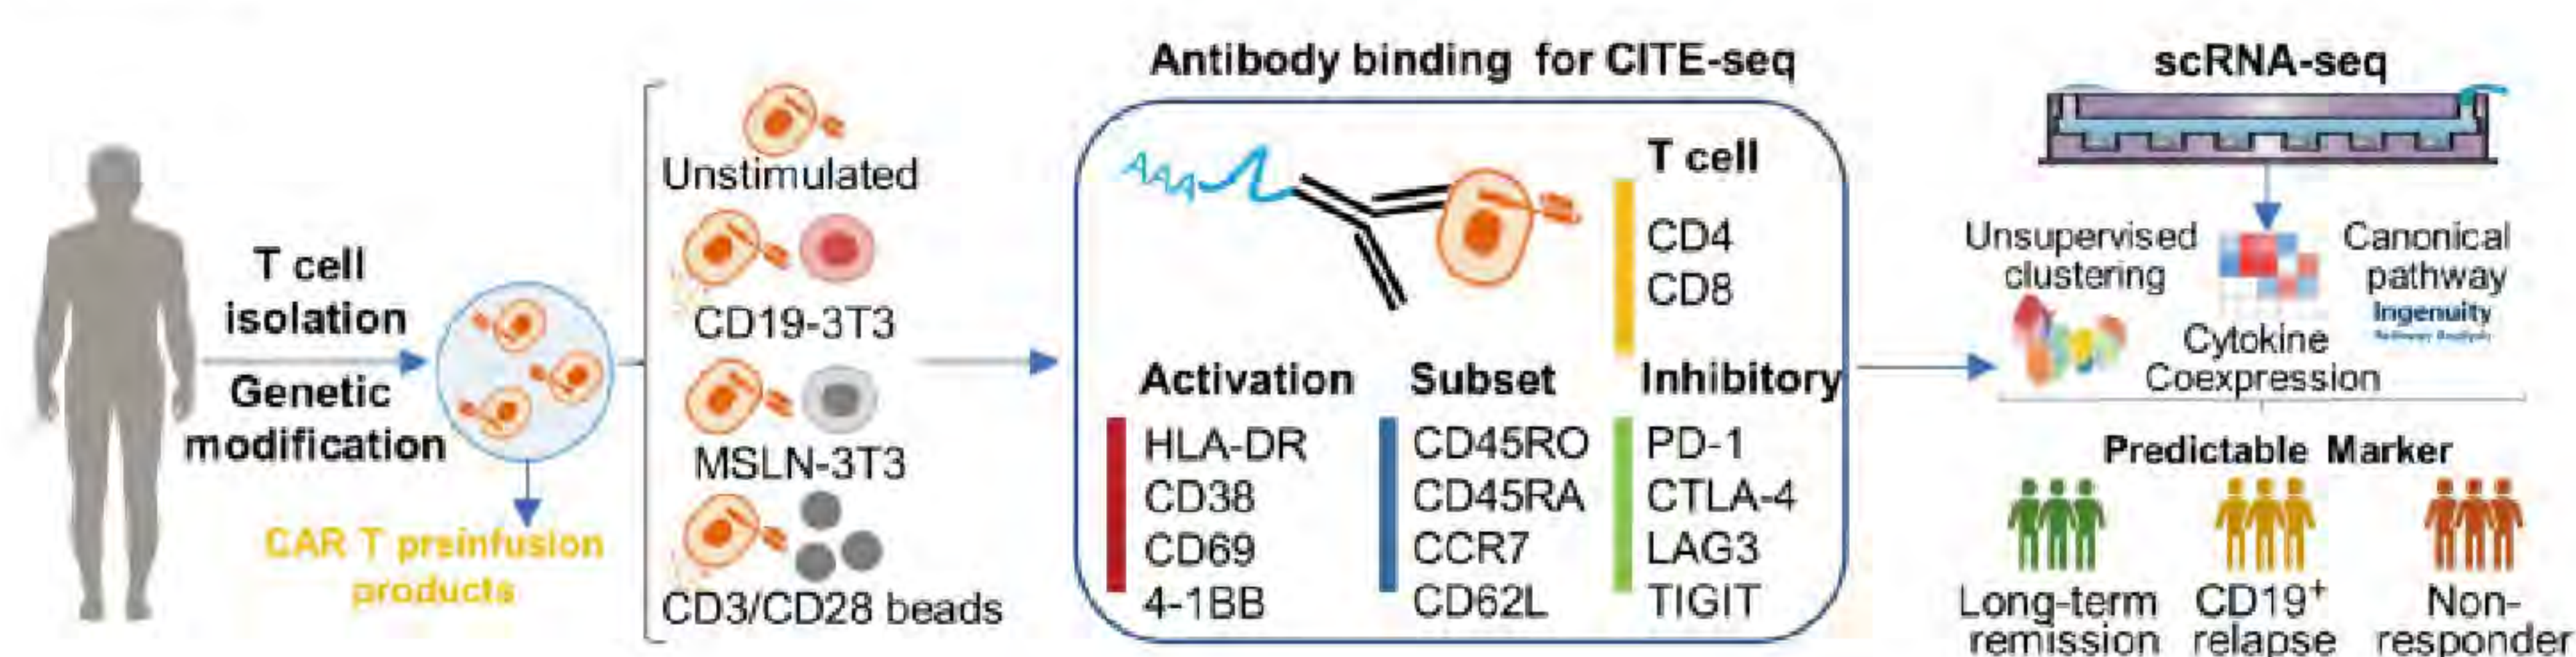 T cell
isolation
Genetic
modification
CAR T preinfusion
products
Unstimulated
CD19-3T3
MSLN-3T3
CD3/CD28 beads
Antibody binding for CITE-seq
AAA
T cell
CD4
CD8
Activation
HLA-DR
CD38
CD69
4-1BB
Subset
CD45RO
CD45RA
CCR7
CD62L
Inhibitory
PD-1
CTLA-4
LAG3
TIGIT
scRNA-seq
Unsupervised
clustering
Canonical
pathway
Ingenuity
Pathway Analysis
Cytokine
Coexpression
Predictable Marker
Long-term
remission
CD19⁺
relapse
Non-
responder